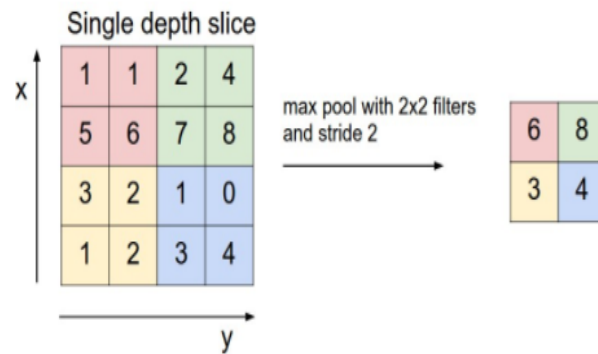 Single depth slice
x
1 1 2 4
5 6 7 8
3 2 1 0
1 2 3 4
y
max pool with 2x2 filters
and stride 2
6 8
3 4